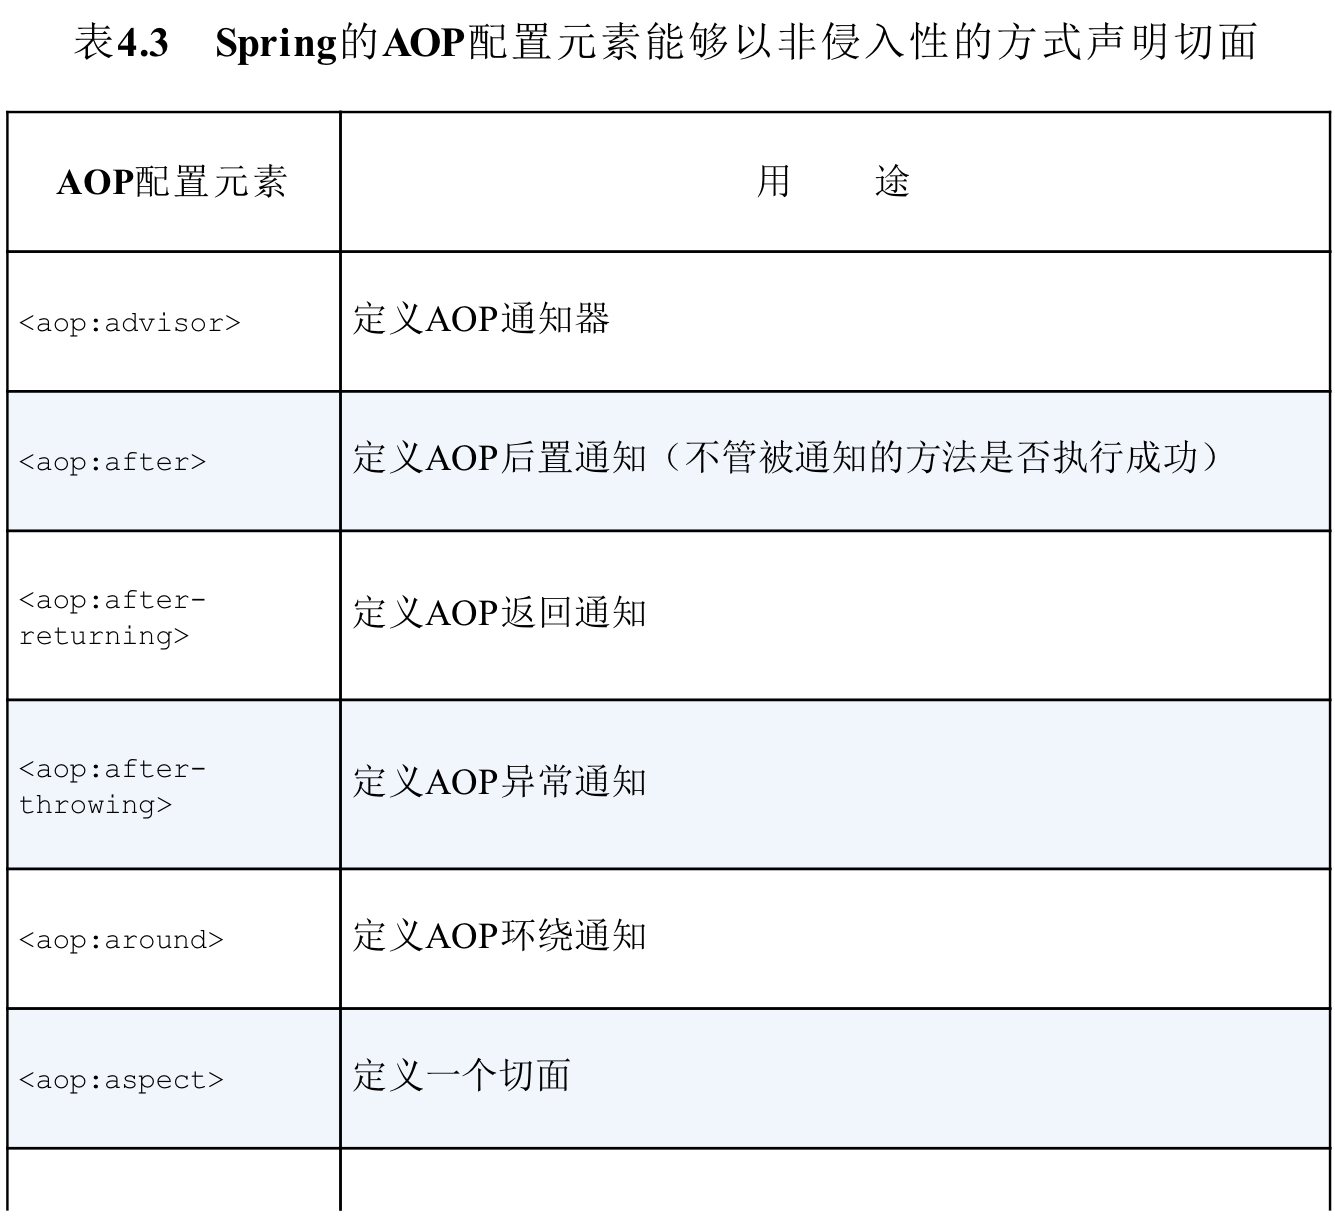 表4.3 Spring的AOP配置元素能够以非侵入性的方式声明切面
AOP配置元素
用 途
<aop:advisor>
定义AOP通知器
<aop:after>
定义AOP后置通知（不管被通知的方法是否执行成功）
<aop:after-
returning>
定义AOP返回通知
<aop:after-
throwing>
定义AOP异常通知
<aop:around>
定义AOP环绕通知
<aop:aspect>
定义一个切面